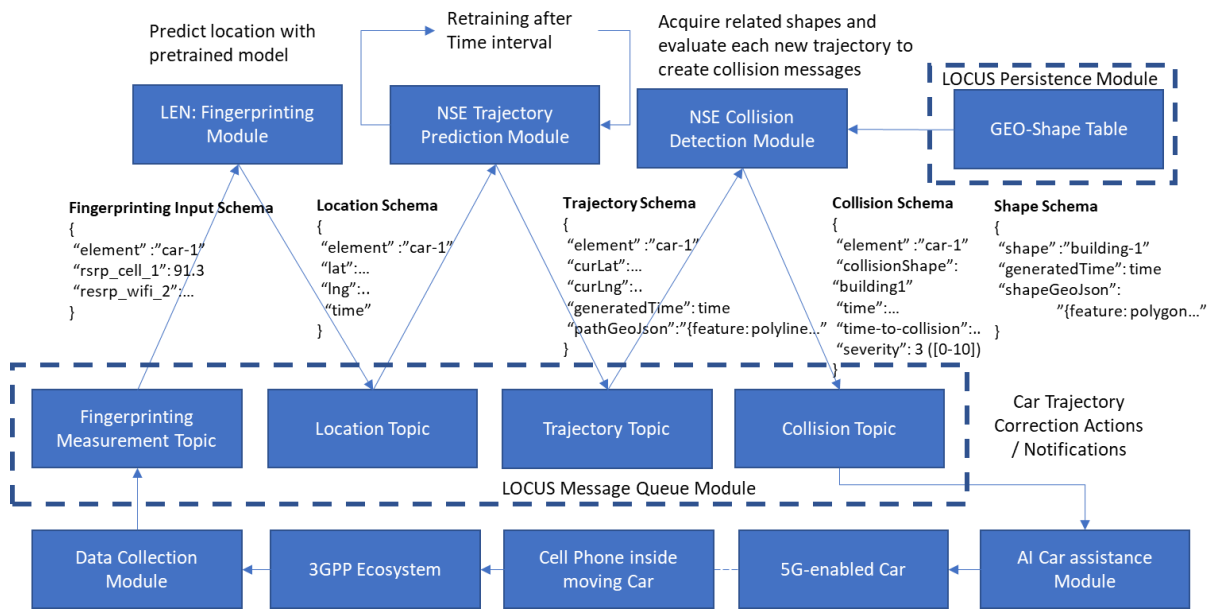 Predict location with
pretrained model
Retraining after
Time interval
Acquire related shapes and
evaluate each new trajectory to
create collision messages
LOCUS Persistence Module
LEN: Fingerprinting
Module
NSE Trajectory
Prediction Module
NSE Collision
Detection Module
GEO-Shape Table
Fingerprinting Input Schema
{
"element" :"car-1"
"rsrp_cell_1": 91.3
"resrp_wifi_2":...
}
Location Schema
{
"element" :"car-1"
"lat":...
"lng":..
"time"
}
Trajectory Schema
{
"element" :"car-1"
"curLat":...
"curLng":..
"generatedTime": time
"pathGeoJson":"{feature: polyline..."
}
Collision Schema
{
"element" :"car-1"
"collisionShape":
"building1"
"time":...
"time-to-collision":..
"severity": 3 ([0-10])
}
Shape Schema
{
"shape" :"building-1"
"generatedTime": time
"shapeGeoJson":
"{feature: polygon..."
}
Fingerprinting
Measurement Topic
Location Topic
Trajectory Topic
Collision Topic
Car Trajectory
Correction Actions
/ Notifications
LOCUS Message Queue Module
Data Collection
Module
3GPP Ecosystem
Cell Phone inside
moving Car
5G-enabled Car
AI Car assistance
Module